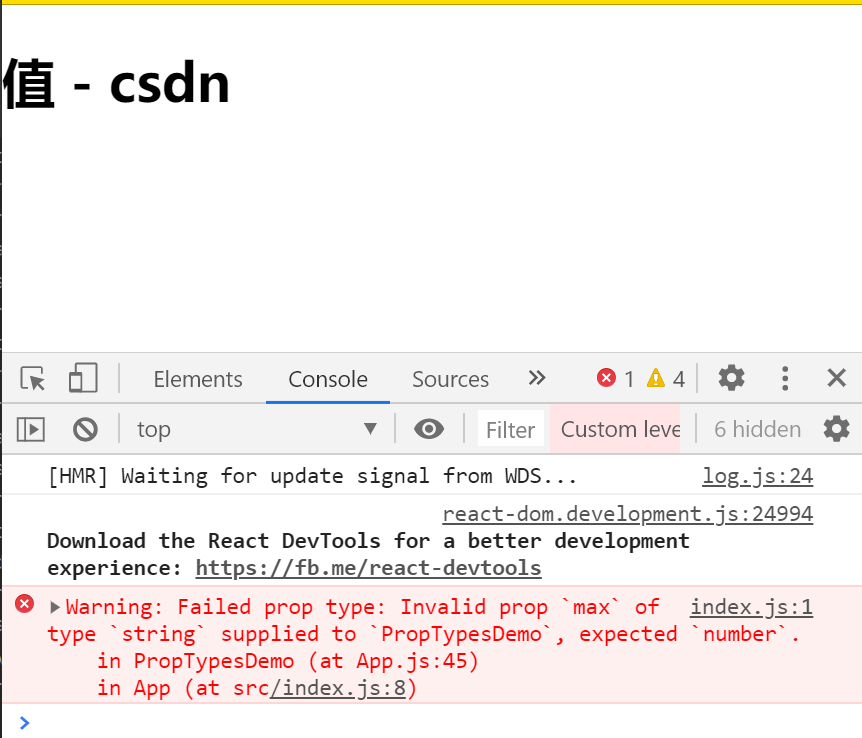 值 - csdn
Elements Console Sources 1 4
top Filter Custom leve 6 hidden
[HMR] Waiting for update signal from WDS... log.js:24
react-dom.development.js:24994
Download the React DevTools for a better development
experience: https://fb.me/react-devtools
Warning: Failed prop type: Invalid prop `max` of index.js:1
type `string` supplied to `PropTypesDemo`, expected `number`.
in PropTypesDemo (at App.js:45)
in App (at src/index.js:8)